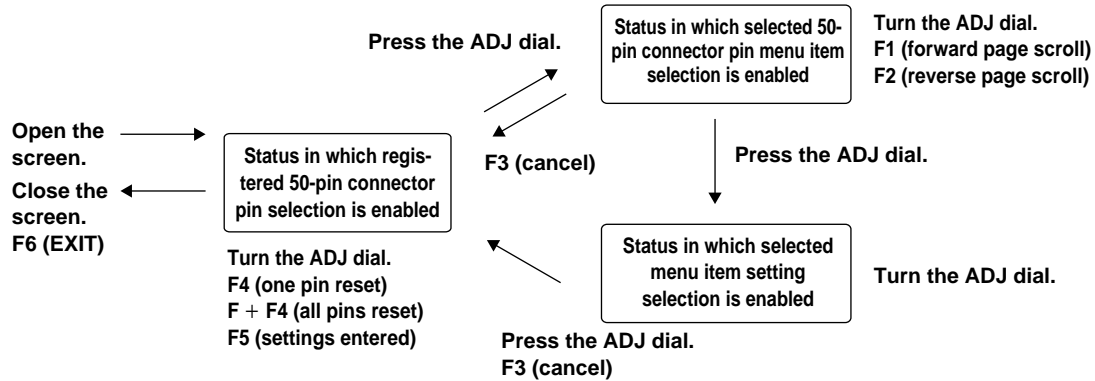 Press the ADJ dial.
Status in which selected 50-
pin connector pin menu item
selection is enabled
Turn the ADJ dial.
F1 (forward page scroll)
F2 (reverse page scroll)
Open the
screen.
Close the
screen.
F6 (EXIT)
Status in which regis-
tered 50-pin connector
pin selection is enabled
F3 (cancel)
Press the ADJ dial.
Turn the ADJ dial.
F4 (one pin reset)
F + F4 (all pins reset)
F5 (settings entered)
Status in which selected
menu item setting
selection is enabled
Turn the ADJ dial.
Press the ADJ dial.
F3 (cancel)